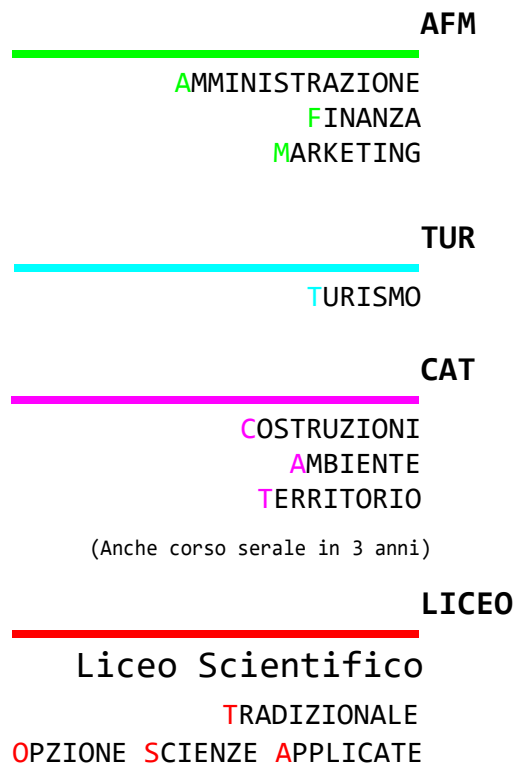 AFM
AMMINISTRAZIONE
FINANZA
MARKETING
TUR
TURISMO
CAT
COSTRUZIONI
AMBIENTE
TERRITORIO
(Anche corso serale in 3 anni)
LICEO
Liceo Scientifico
TRADIZIONALE
OPZIONE SCIENZE APPLICATE